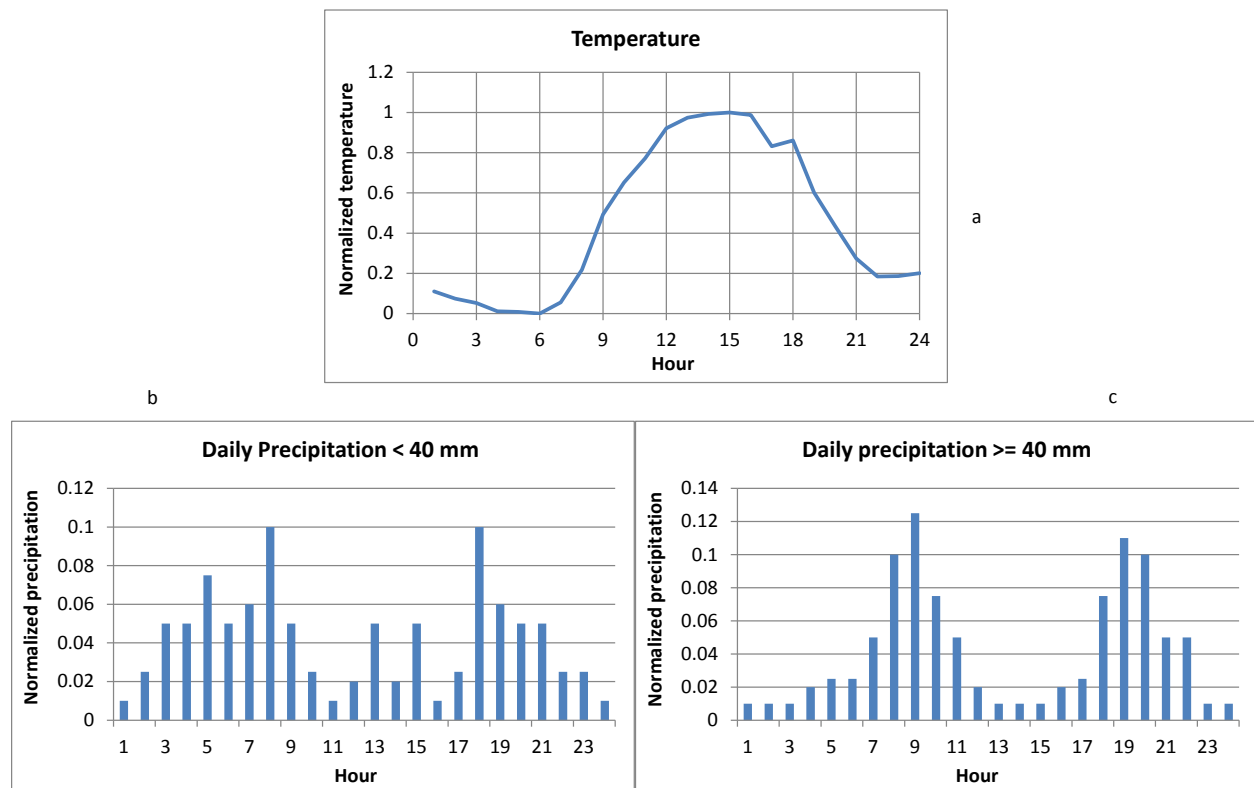 Temperature
Normalized temperature
1.2
1
0.8
0.6
0.4
0.2
0
0 3 6 9 12 15 18 21 24
Hour
a
b
c
Daily Precipitation < 40 mm
Normalized precipitation
0.12
0.1
0.08
0.06
0.04
0.02
0
1 3 5 7 9 11 13 15 17 19 21 23
Hour
Daily precipitation >= 40 mm
Normalized precipitation
0.14
0.12
0.1
0.08
0.06
0.04
0.02
0
1 3 5 7 9 11 13 15 17 19 21 23
Hour